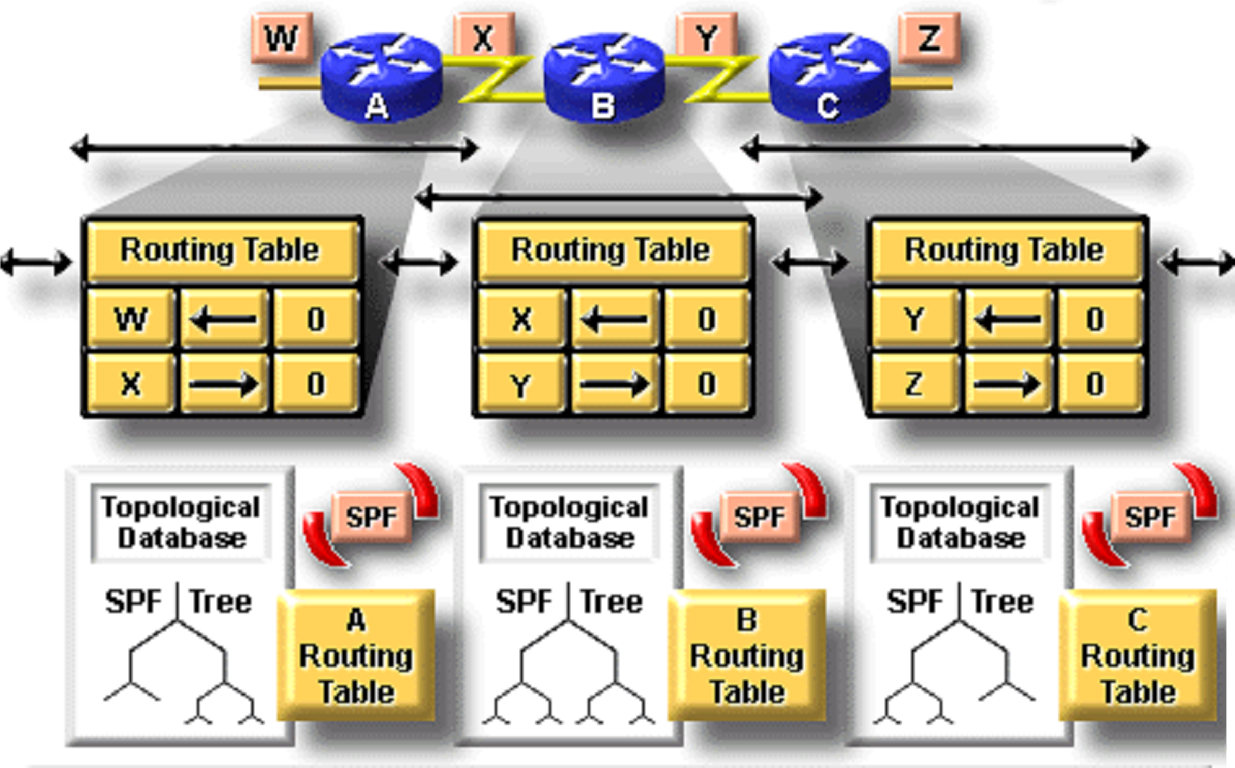 W X Y Z
A B C
Routing Table Routing Table Routing Table
W 0 X 0 Y 0
X 0 Y 0 Z 0
Topological
Database
SPF
SPF Tree
A
Routing
Table
Topological
Database
SPF
SPF Tree
B
Routing
Table
Topological
Database
SPF
SPF Tree
C
Routing
Table